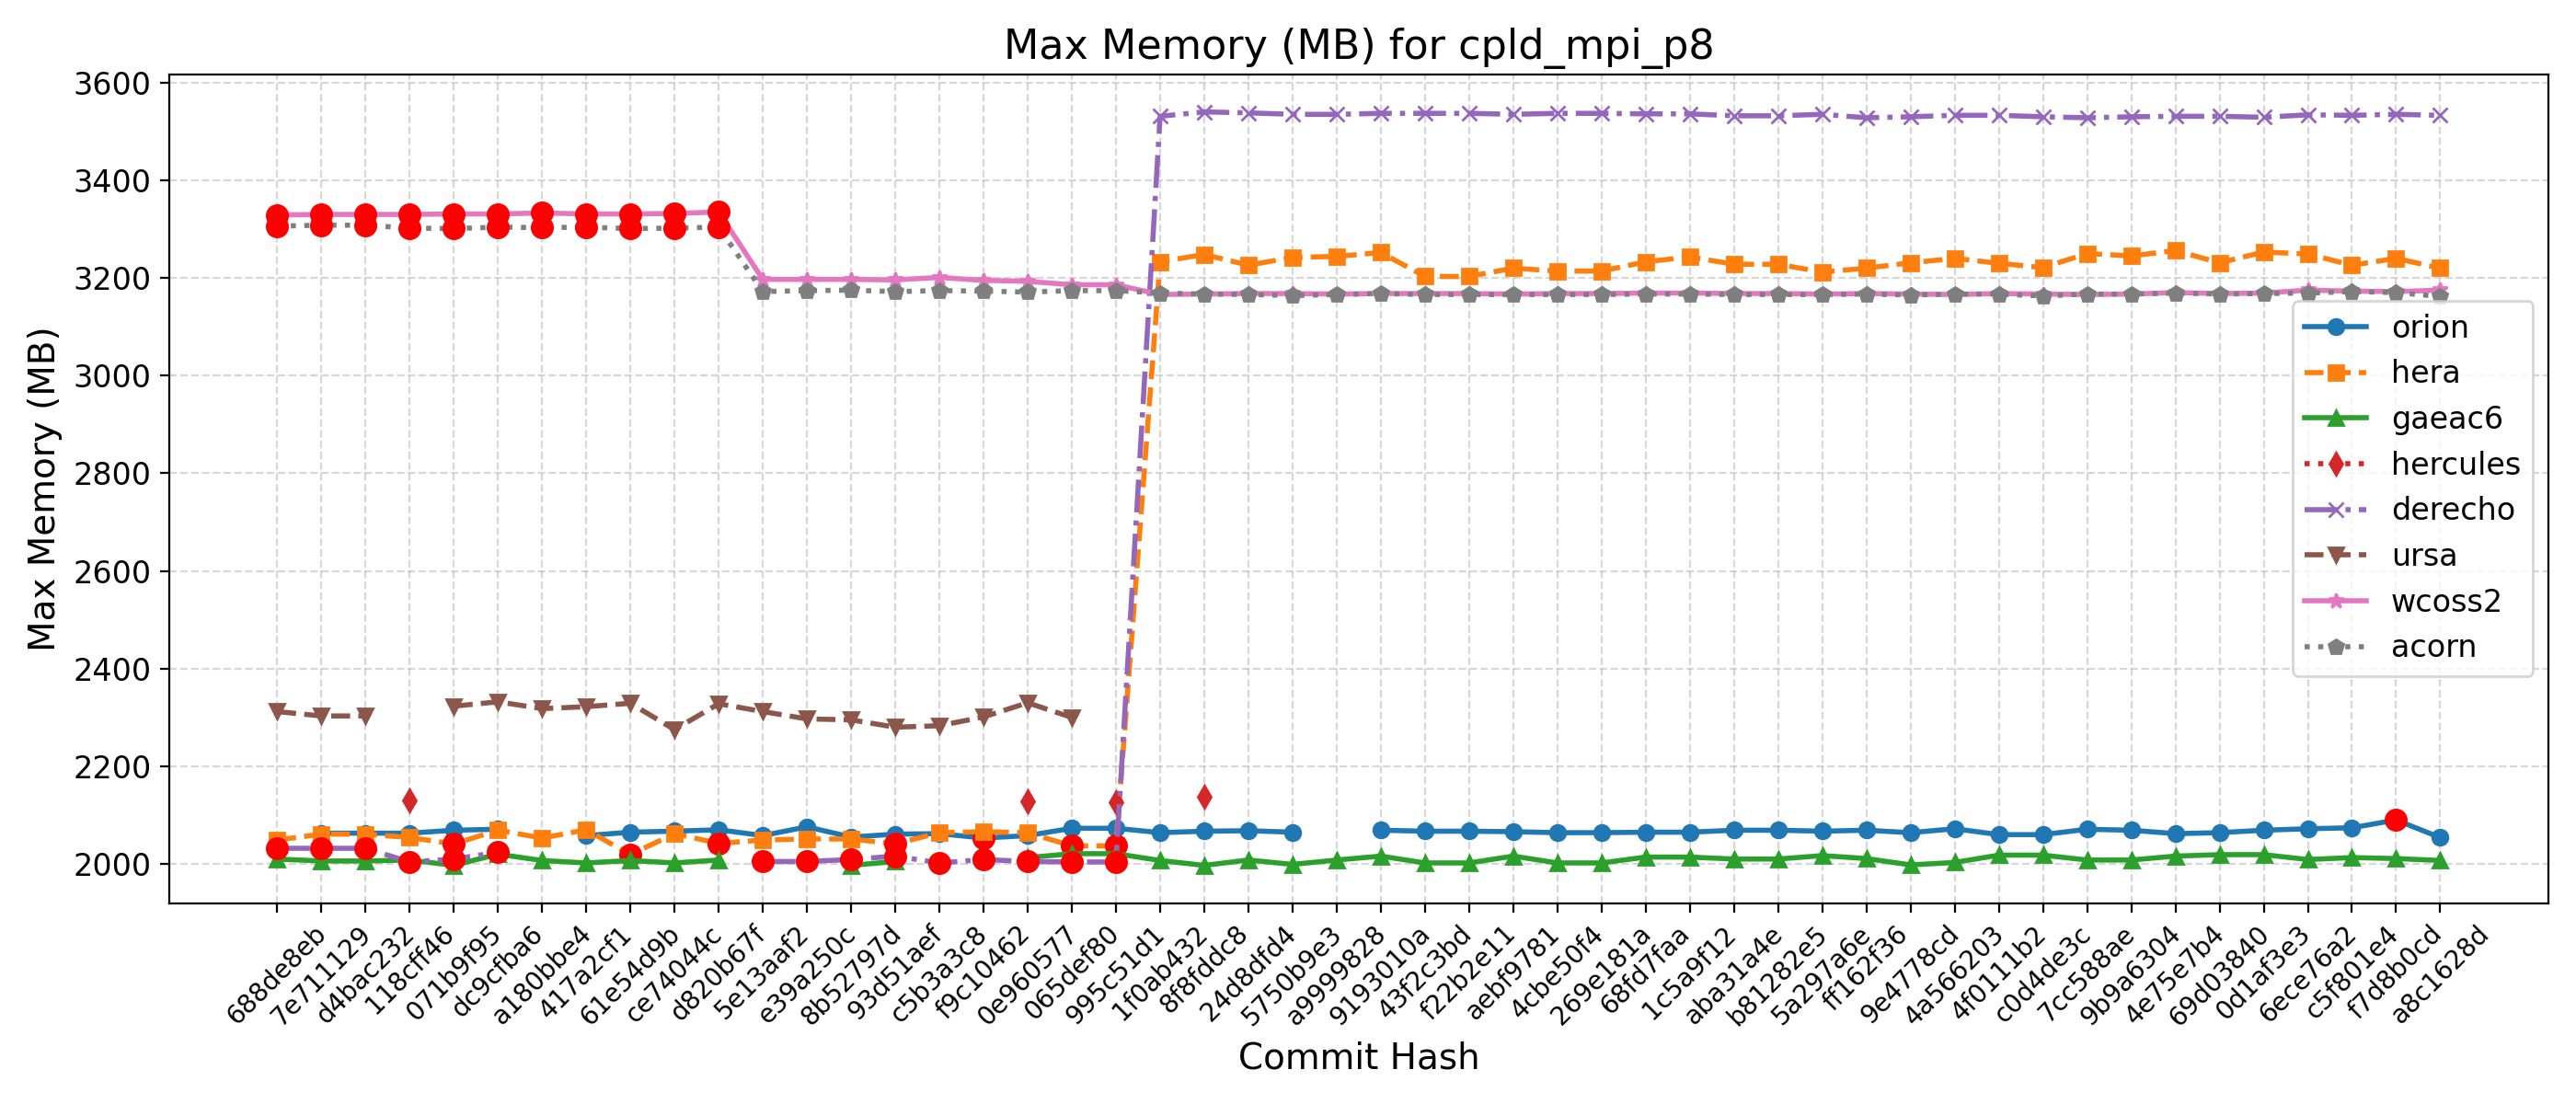 Max Memory (MB) for cpld_mpi_p8
Max Memory (MB)
3600
3400
3200
3000
2800
2600
2400
2200
2000
orion
hera
gaeac6
hercules
derecho
ursa
wcoss2
acorn
688de8eb
7e711129
d4bac232
118cff46
071b9f95
dc9cfba6
a180bbe4
417a2cf1
61e54d9b
ce74044c
d820b67f
5e13aaf2
e39a250c
8b52797d
93d51aef
c5b3a3c8
f9c10462
0e960577
065def80
995c51d1
1f0ab432
8f8fddc8
24d8dfd4
5750b9e3
a9999828
9193010a
43f2c3bd
f22b2e11
aebf9781
4cbe50f4
269e181a
68fd7faa
1c5a9f12
aba31a4e
b81282e5
5a297a6e
ff162f36
9e4778cd
4a566203
4f0111b2
c0d4de3c
7cc588ae
9b9a6304
4e75e7b4
69d03840
0d1af3e3
6ece76a2
c5f801e4
f7d8b0cd
a8c1628d
Commit Hash